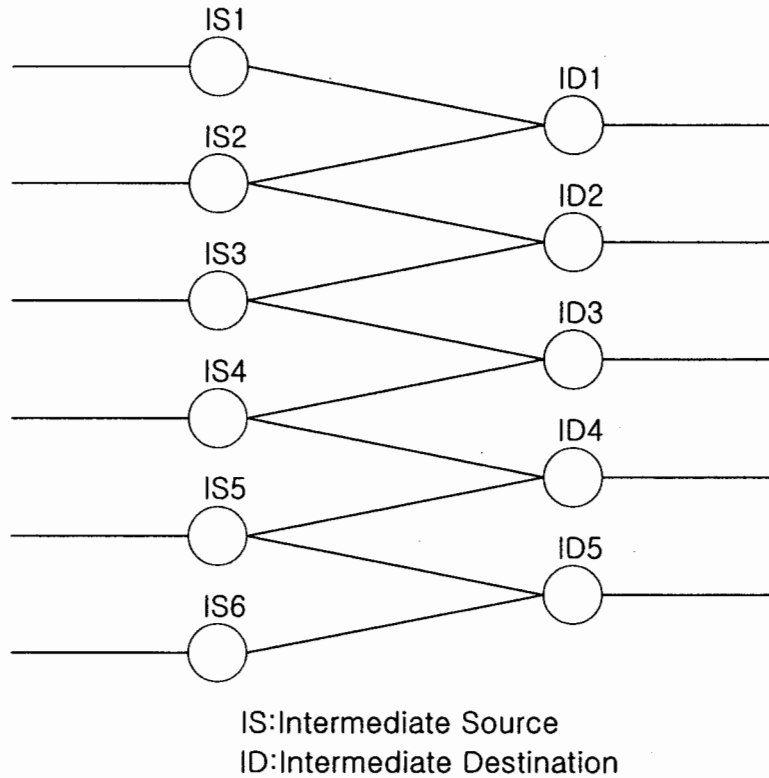 IS1
ID1
IS2
ID2
IS3
ID3
IS4
ID4
IS5
ID5
IS6
IS:Intermediate Source
ID:Intermediate Destination